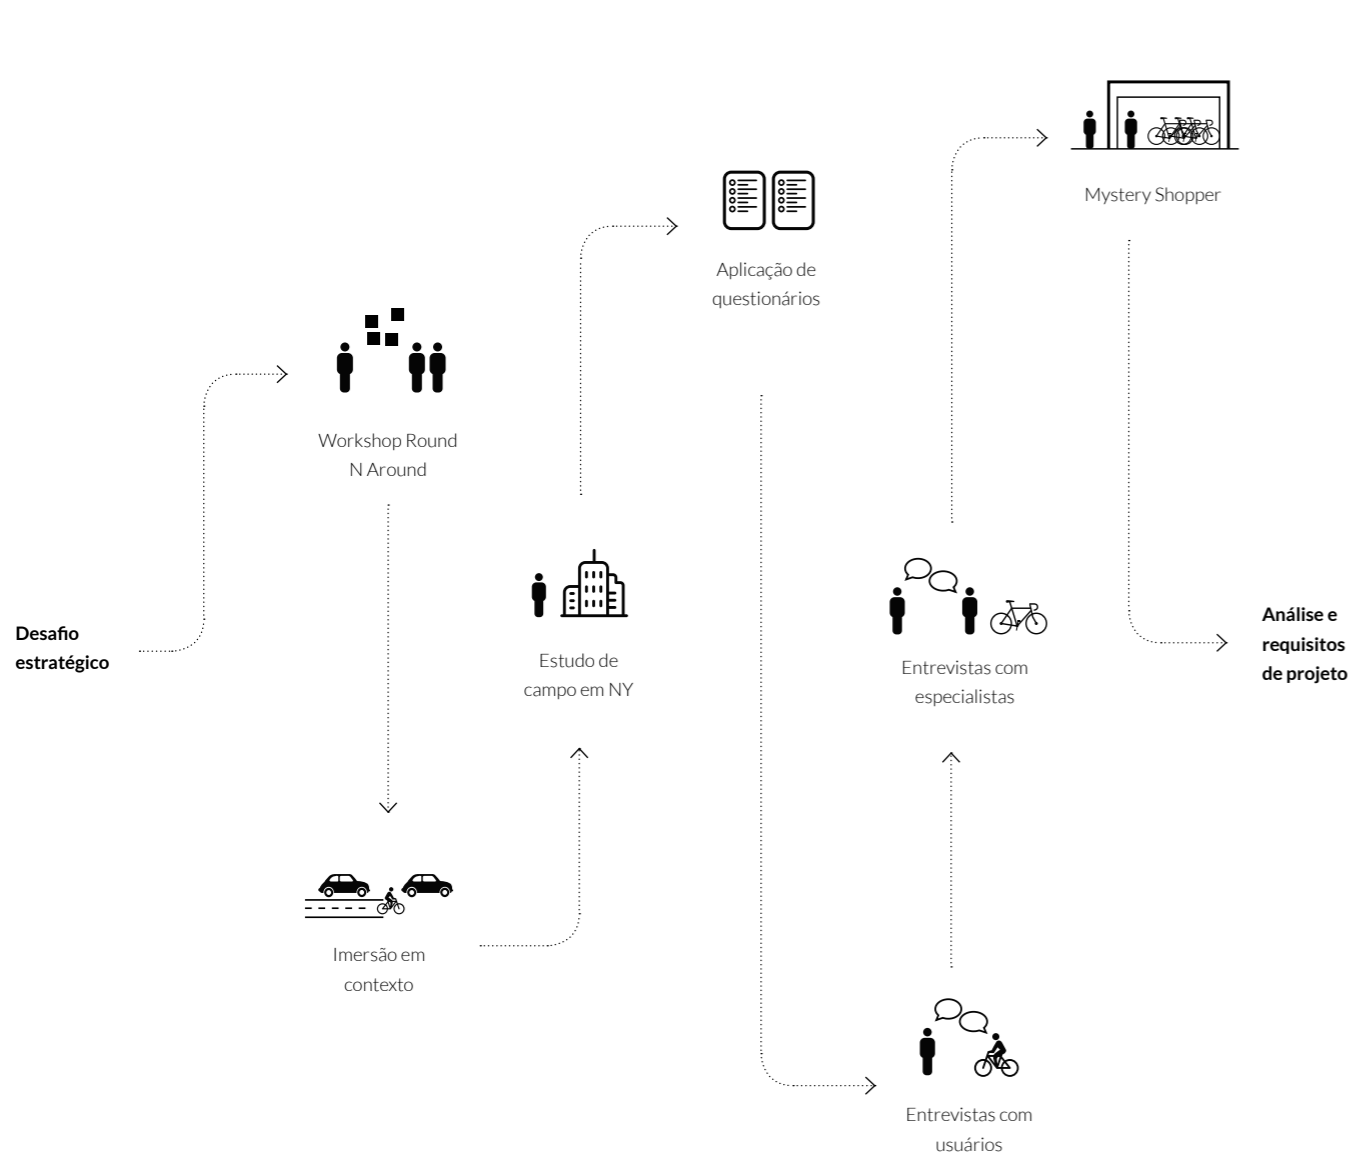 Desafio
estratégico
Workshop Round
N Around
Imersão em
contexto
Estudo de
campo em NY
Aplicação de
questionários
Entrevistas com
usuários
Entrevistas com
especialistas
Mystery Shopper
Análise e
requisitos
de projeto